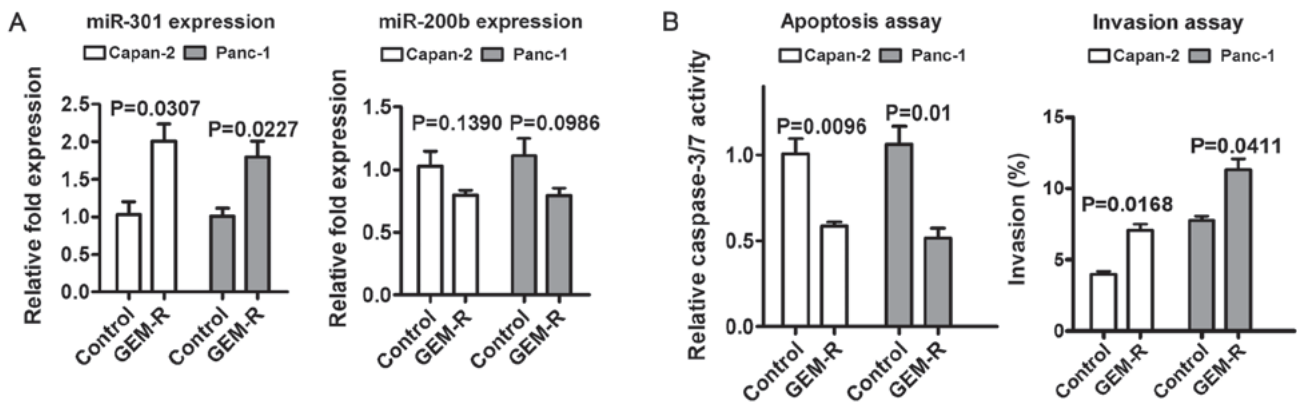 A
miR-301 expression
Capan-2 Panc-1
Relative fold expression
2.5
2.0
1.5
1.0
0.5
0.0
P=0.0307
P=0.0227
Control
GEM-R
Control
GEM-R
miR-200b expression
Capan-2 Panc-1
Relative fold expression
1.5
1.0
0.5
0.0
P=0.1390 P=0.0986
Control
GEM-R
Control
GEM-R
B
Apoptosis assay
Capan-2 Panc-1
Relative caspase-3/7 activity
1.0
0.5
0.0
P=0.0096
P=0.01
Control
GEM-R
Control
GEM-R
Invasion assay
Capan-2 Panc-1
Invasion (%)
15
10
5
0
P=0.0168
P=0.0411
Control
GEM-R
Control
GEM-R